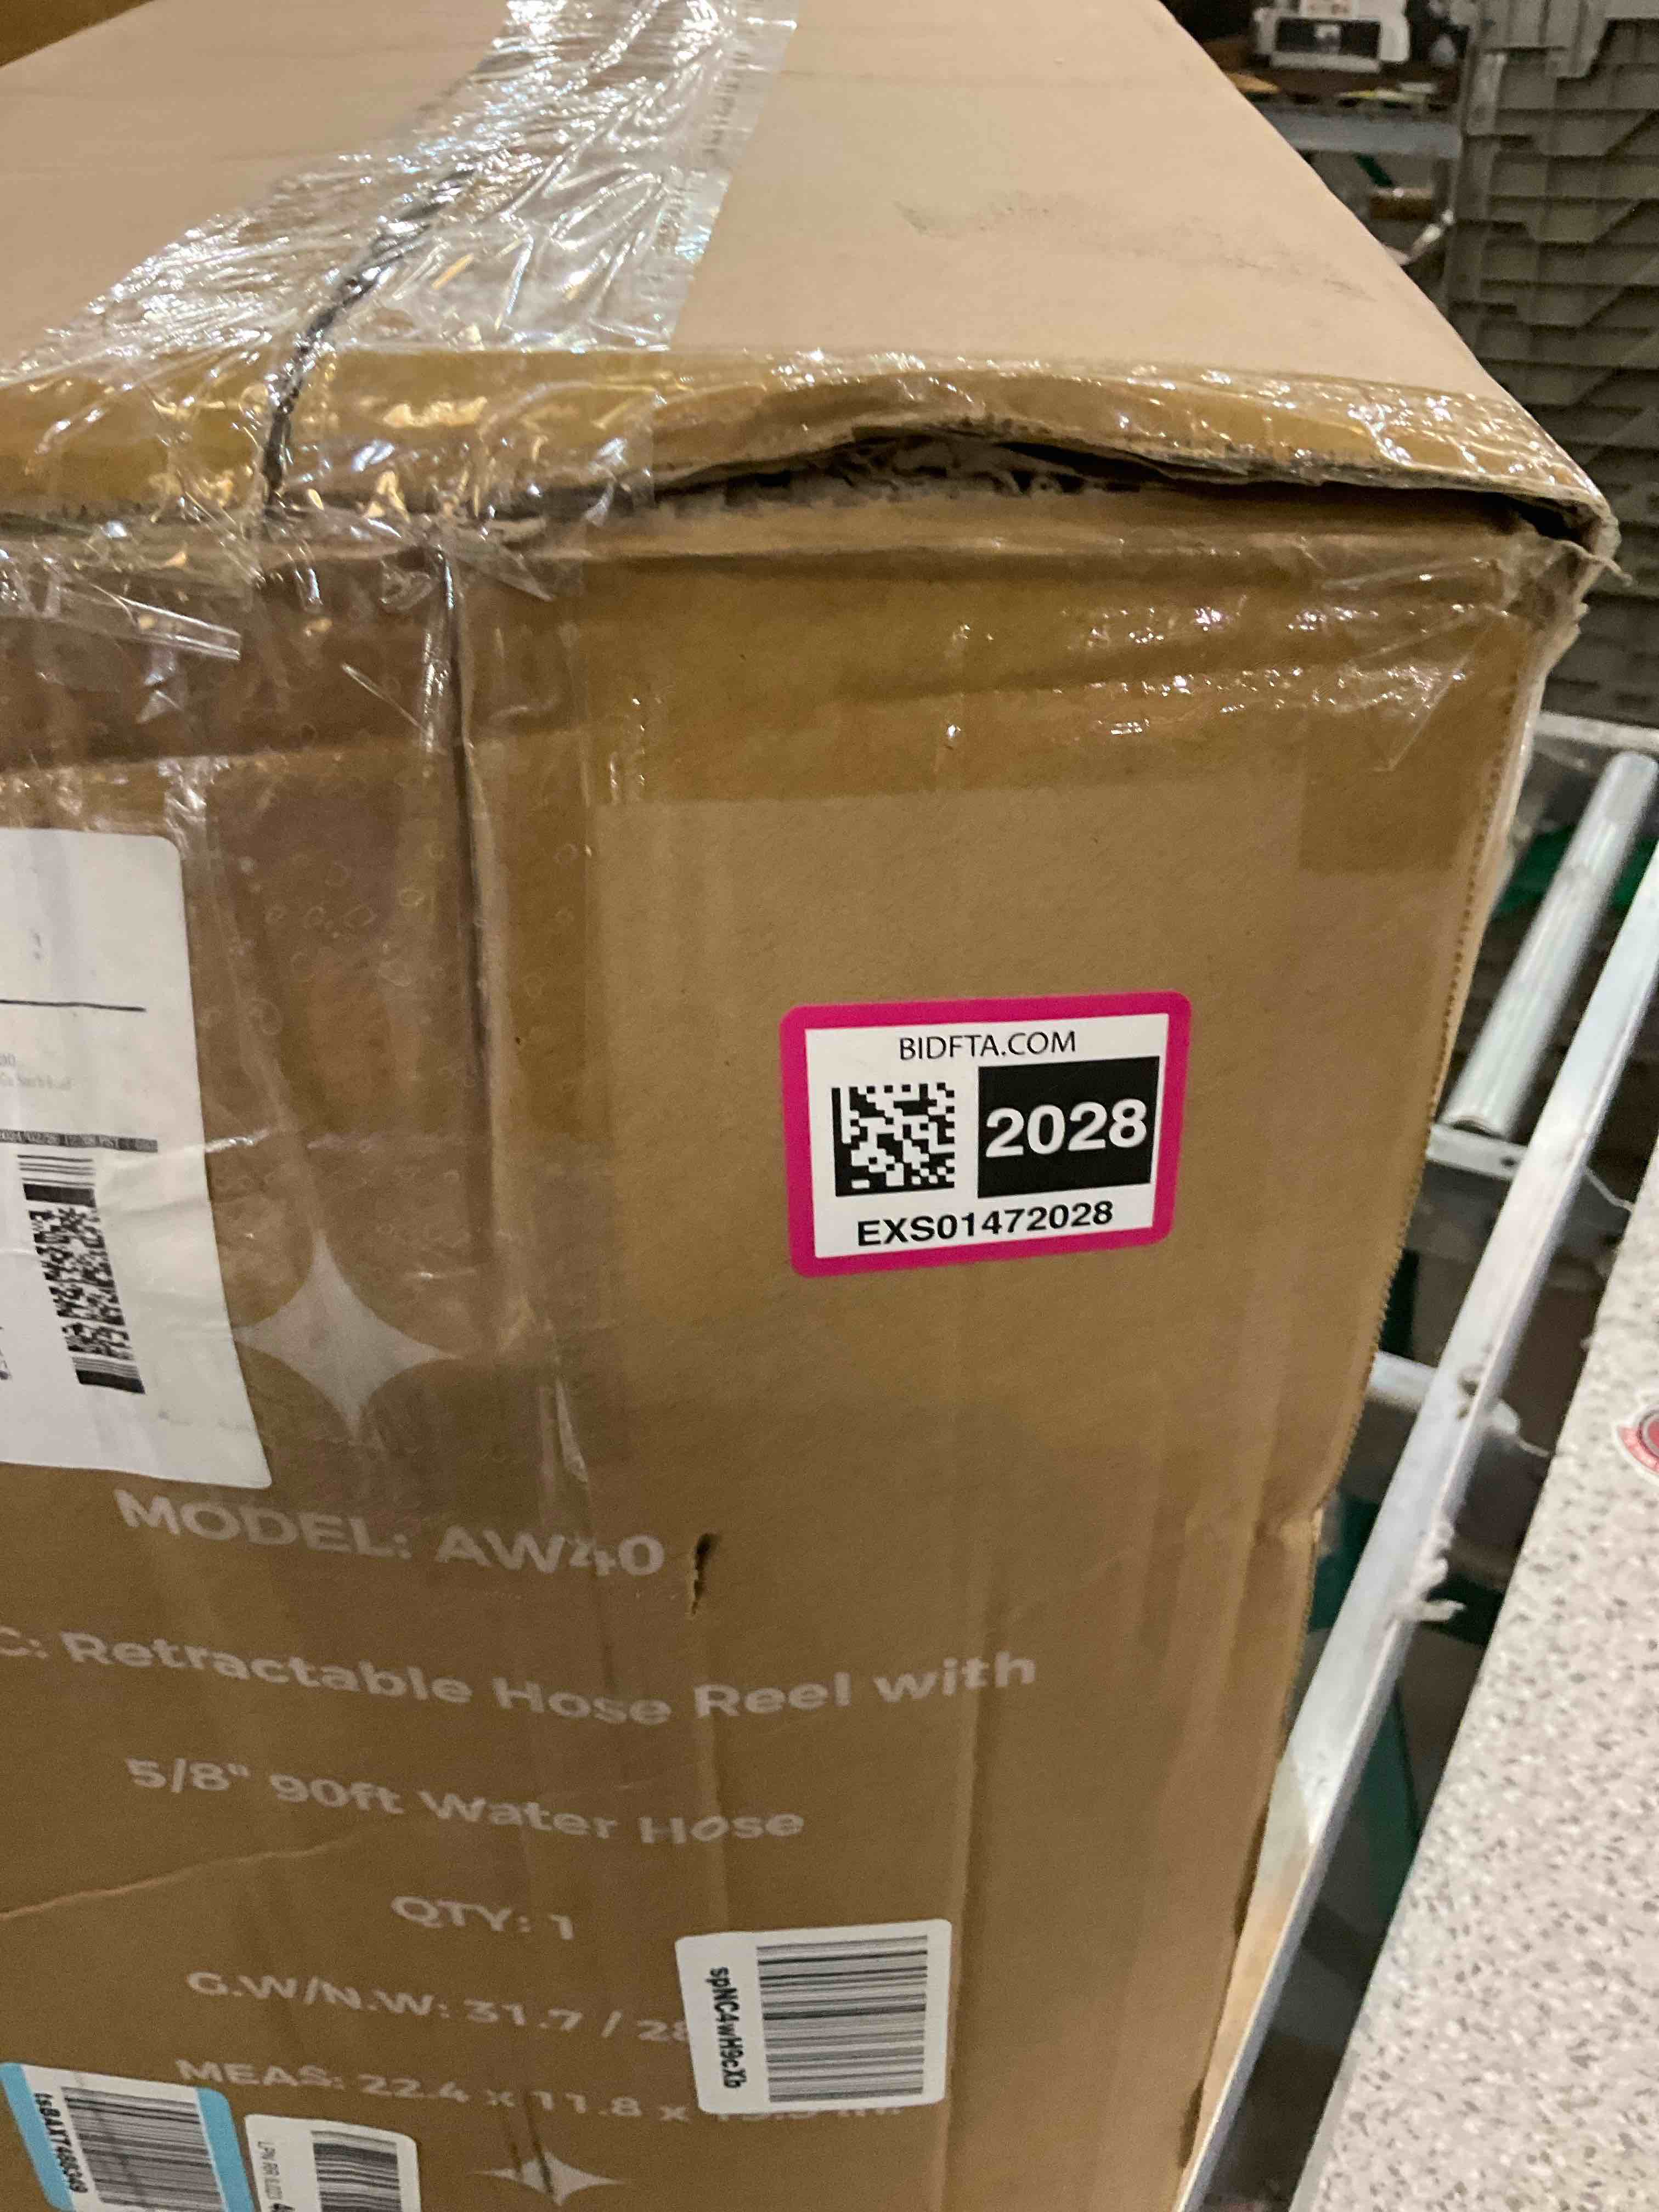 BIDFTA.COM
2028
EXS01472028
MODEL: AW40
C: Retractable Hose Reel with
5/8" 90ft Water Hose
QTY: 1
G.W/N.W: 31.7 / 28
spNC4wH9cXb
MEAS: 22.4 x 11.8 x